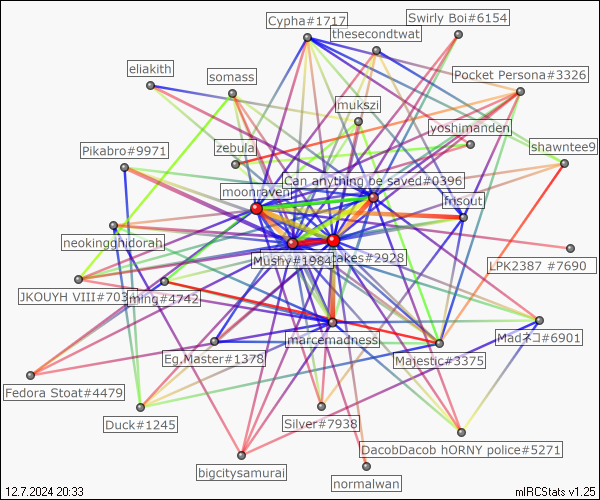 Swirly Boi#6154
Cypha#1717
thesecondtwat
eliakith
somass
Pocket Persona#3326
mukszi
yoshimanden
zebula
shawntee9
Pikabro#9971
Can anything be saved#0396
moonraven
frisout
neokingghidorah
Mushy#1984
akes#2928
LPK2387 #7690
JKOUYH VIII#703
ming#4742
Madネコ#6901
marcemadness
Eg.Master#1378
Majestic#3375
Fedora Stoat#4479
Duck#1245
Silver#7938
DacobDacob hORNY police#5271
bigcitysamurai
normalwan
12.7.2024 20:33
mIRCStats v1.25